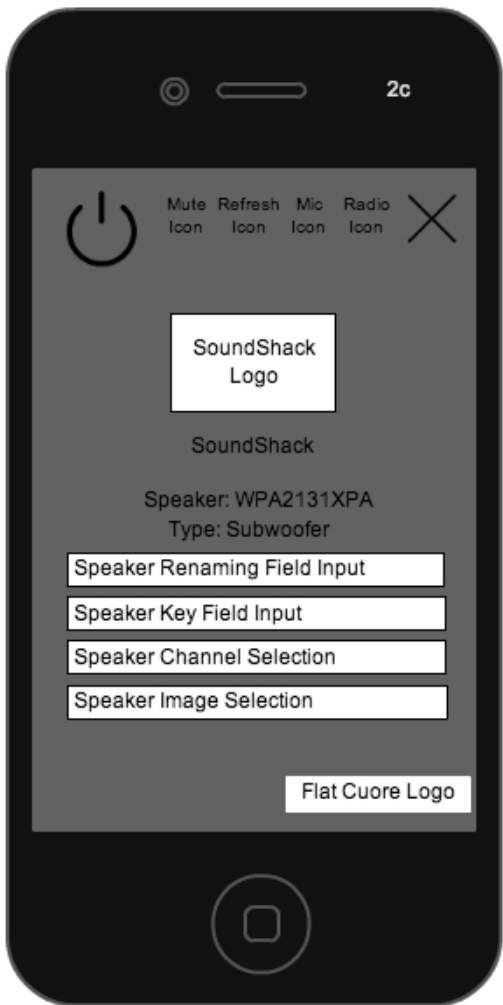 2c
Mute Refresh Mic Radio
Icon Icon Icon Icon
SoundShack
Logo
SoundShack
Speaker: WPA2131XPA
Type: Subwoofer
Speaker Renaming Field Input
Speaker Key Field Input
Speaker Channel Selection
Speaker Image Selection
Flat Cuore Logo